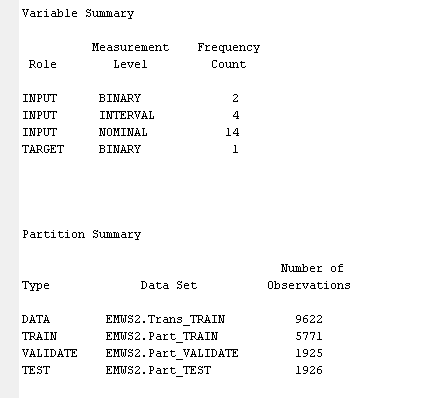 Variable Summary
Measurement Frequency
Role Level Count
INPUT BINARY 2
INPUT INTERVAL 4
INPUT NOMINAL 14
TARGET BINARY 1
Partition Summary
Number of
Type Data Set Observations
DATA EMWS2.Trans_TRAIN 9622
TRAIN EMWS2.Part_TRAIN 5771
VALIDATE EMWS2.Part_VALIDATE 1925
TEST EMWS2.Part_TEST 1926